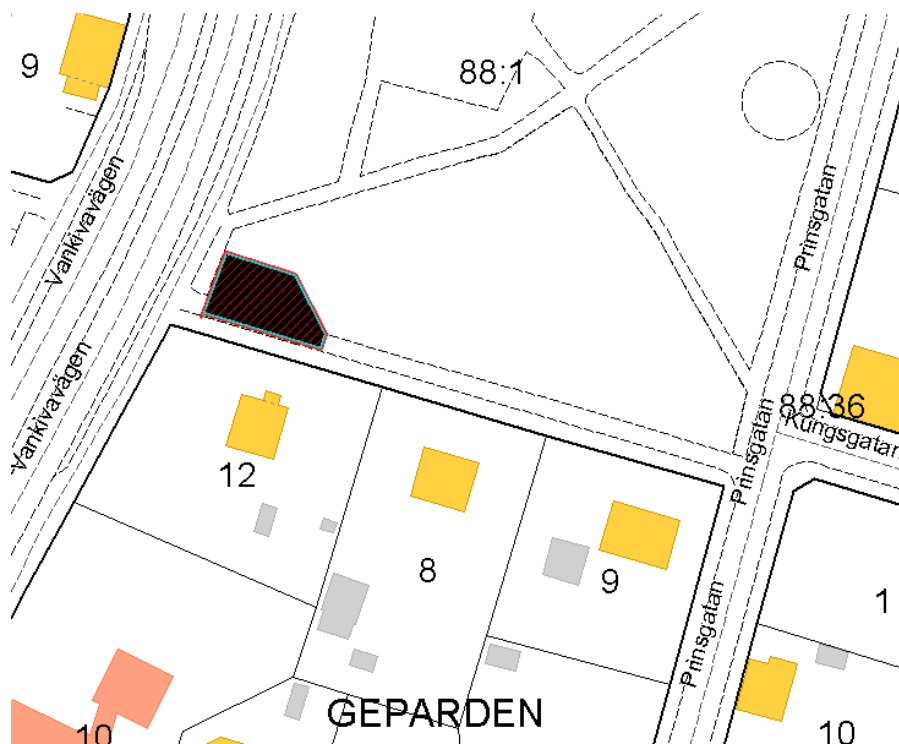 9
88:1
Vankivavägen
Prinsgatan
Vankivavägen
88:36
Kungsgatan
Prinsgatan
12
8
9
Prinsgatan
1
GEPARDEN
10
10